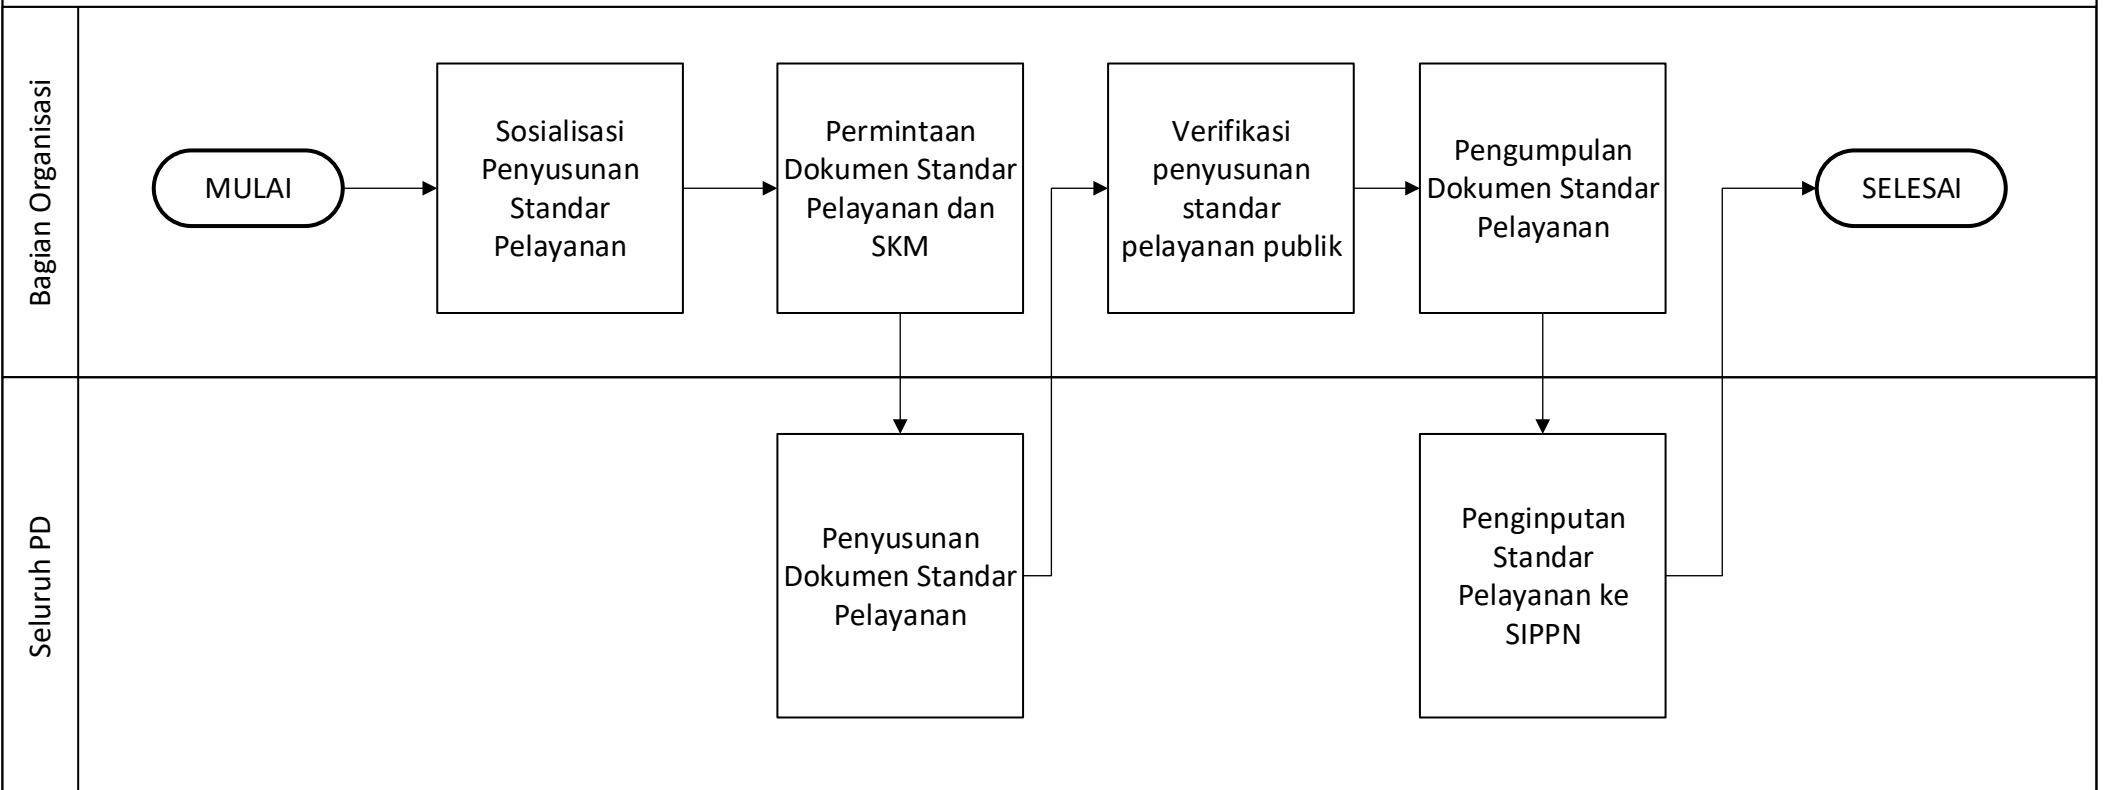 Bagian Organisasi
MULAI
Sosialisasi
Penyusunan
Standar
Pelayanan
Permintaan
Dokumen Standar
Pelayanan dan
SKM
Verifikasi
penyusunan
standar
pelayanan publik
Pengumpulan
Dokumen Standar
Pelayanan
SELESAI
Seluruh PD
Penyusunan
Dokumen Standar
Pelayanan
Penginputan
Standar
Pelayanan ke
SIPPN